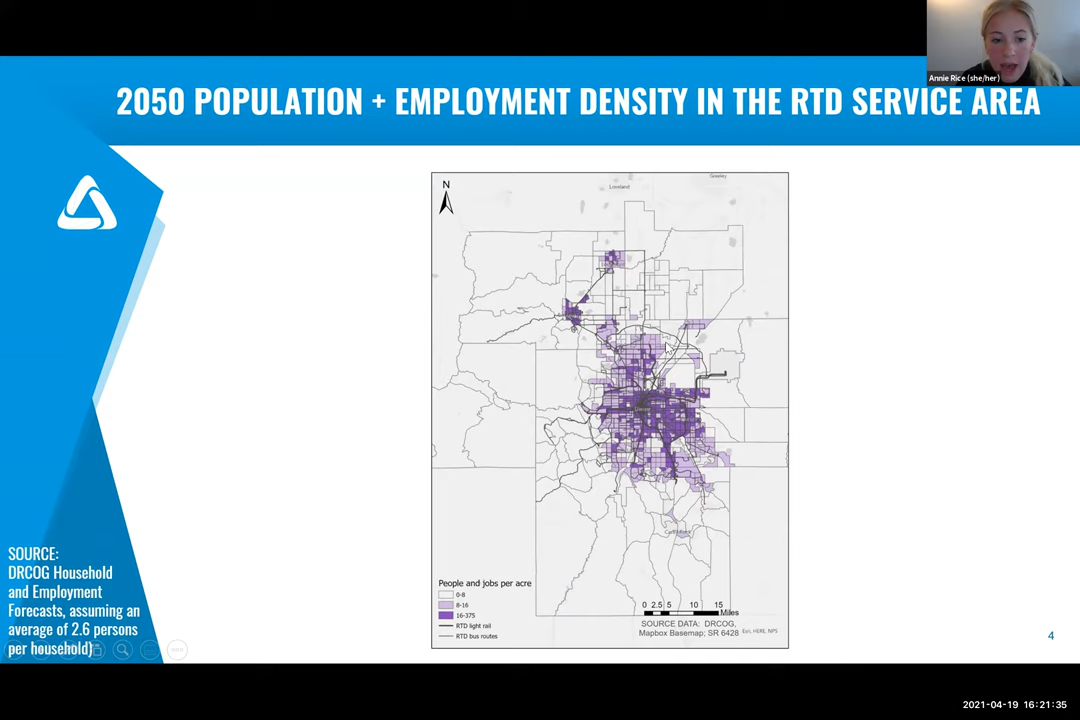 Annie Rice (she/her)
2050 POPULATION + EMPLOYMENT DENSITY IN THE RTD SERVICE AREA
N
Loveland
Greeley
Denver
People and jobs per acre
0-8
8-16
16-375
RTD light rail
RTD bus routes
0 2.5 5 10 15
Miles
SOURCE DATA: DRCOG,
Mapbox Basemap; SR 6428
Esri, HERE, NPS
SOURCE:
DRCOG Household
and Employment
Forecasts, assuming an
average of 2.6 persons
per household)
4
2021-04-19 16:21:35